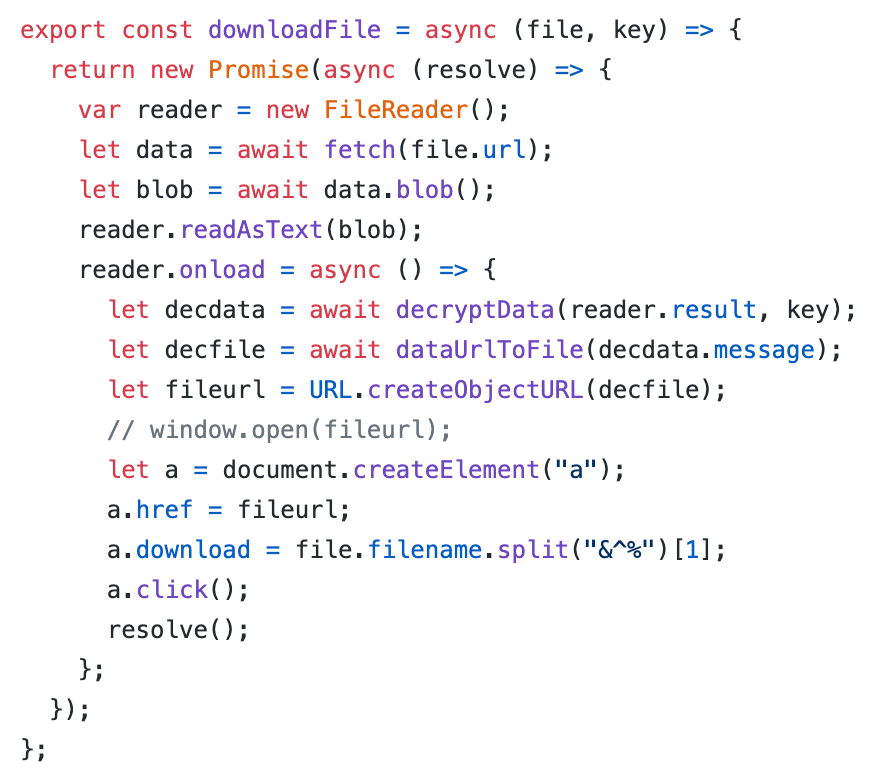 export const downloadFile = async (file, key) => {
  return new Promise(async (resolve) => {
    var reader = new FileReader();
    let data = await fetch(file.url);
    let blob = await data.blob();
    reader.readAsText(blob);
    reader.onload = async () => {
      let decdata = await decryptData(reader.result, key);
      let decfile = await dataUrlToFile(decdata.message);
      let fileurl = URL.createObjectURL(decfile);
      // window.open(fileurl);
      let a = document.createElement("a");
      a.href = fileurl;
      a.download = file.filename.split("&^%")[1];
      a.click();
      resolve();
    };
  });
};